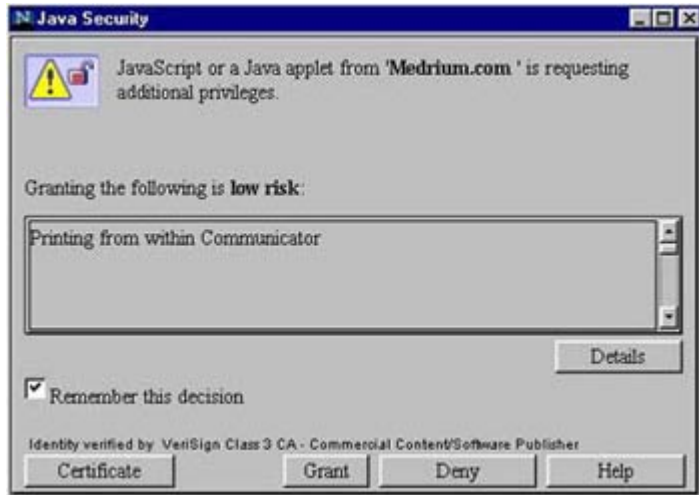 Java Security
JavaScript or a Java applet from 'Medrium.com ' is requesting
additional privileges.
Granting the following is low risk:
Printing from within Communicator
Details
Remember this decision
Identity verified by VeriSign Class 3 CA - Commercial Content/Software Publisher
Certificate Grant Deny Help